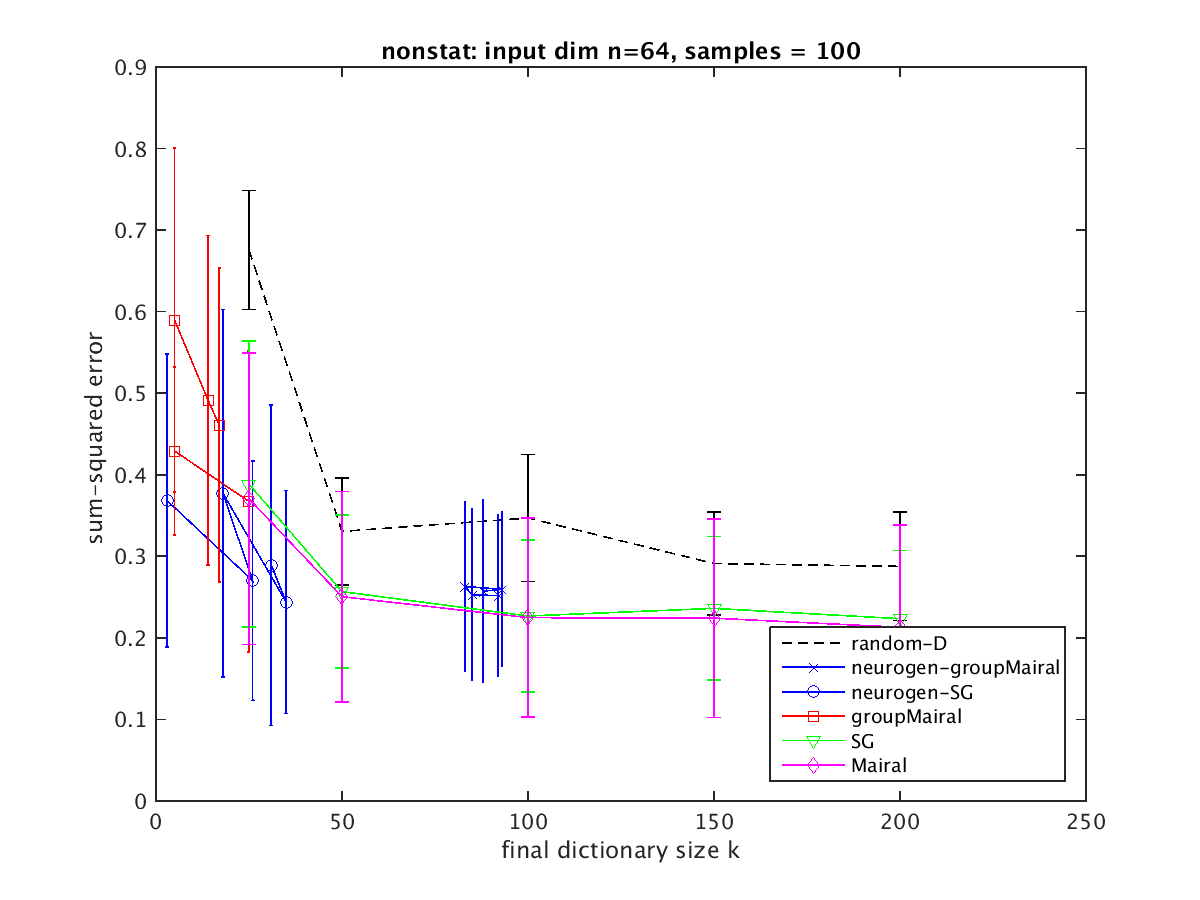 nonstat: input dim n=64, samples = 100
0.9
0.8
0.7
0.6
0.5
0.4
0.3
0.2
0.1
0
sum-squared error
random-D
neurogen-groupMairal
neurogen-SG
groupMairal
SG
Mairal
0 50 100 150 200 250
final dictionary size k